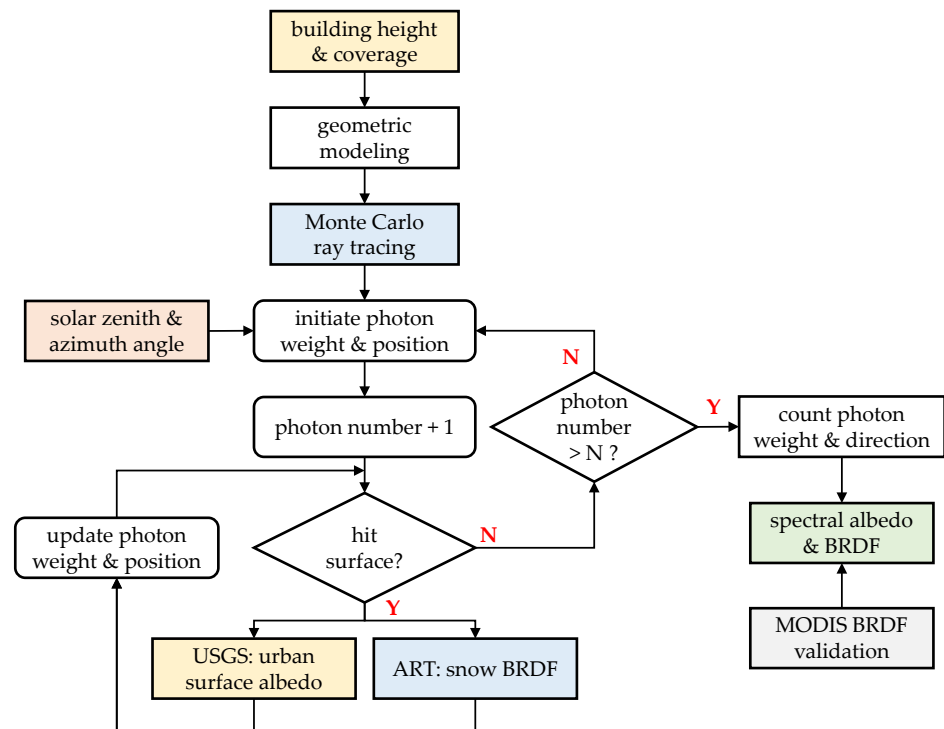 building height
& coverage
geometric
modeling
Monte Carlo
ray tracing
solar zenith &
azimuth angle
initiate photon
weight & position
N
photon number + 1
photon
number
> N ?
Y
count photon
weight & direction
update photon
weight & position
hit
surface?
N
spectral albedo
& BRDF
Y
USGS: urban
surface albedo
ART: snow BRDF
MODIS BRDF
validation